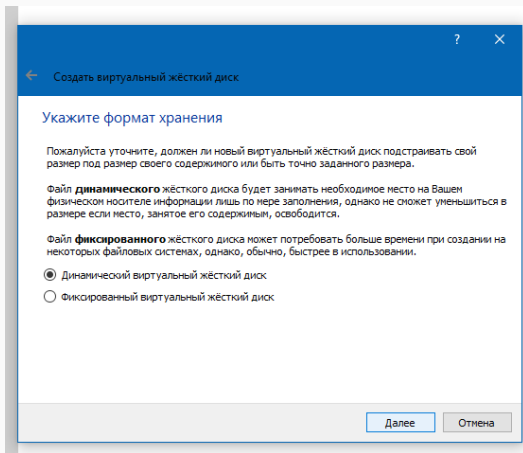 ?
Создать виртуальный жёсткий диск
Укажите формат хранения
Пожалуйста уточните, должен ли новый виртуальный жёсткий диск подстраивать свой
размер под размер своего содержимого или быть точно заданного размера.
Файл динамического жёсткого диска будет занимать необходимое место на Вашем
физическом носителе информации лишь по мере заполнения, однако не сможет уменьшиться в
размере если место, занятое его содержимым, освободится.
Файл фиксированного жёсткого диска может потребовать больше времени при создании на
некоторых файловых системах, однако, обычно, быстрее в использовании.
Динамический виртуальный жёсткий диск
Фиксированный виртуальный жёсткий диск
Далее Отмена